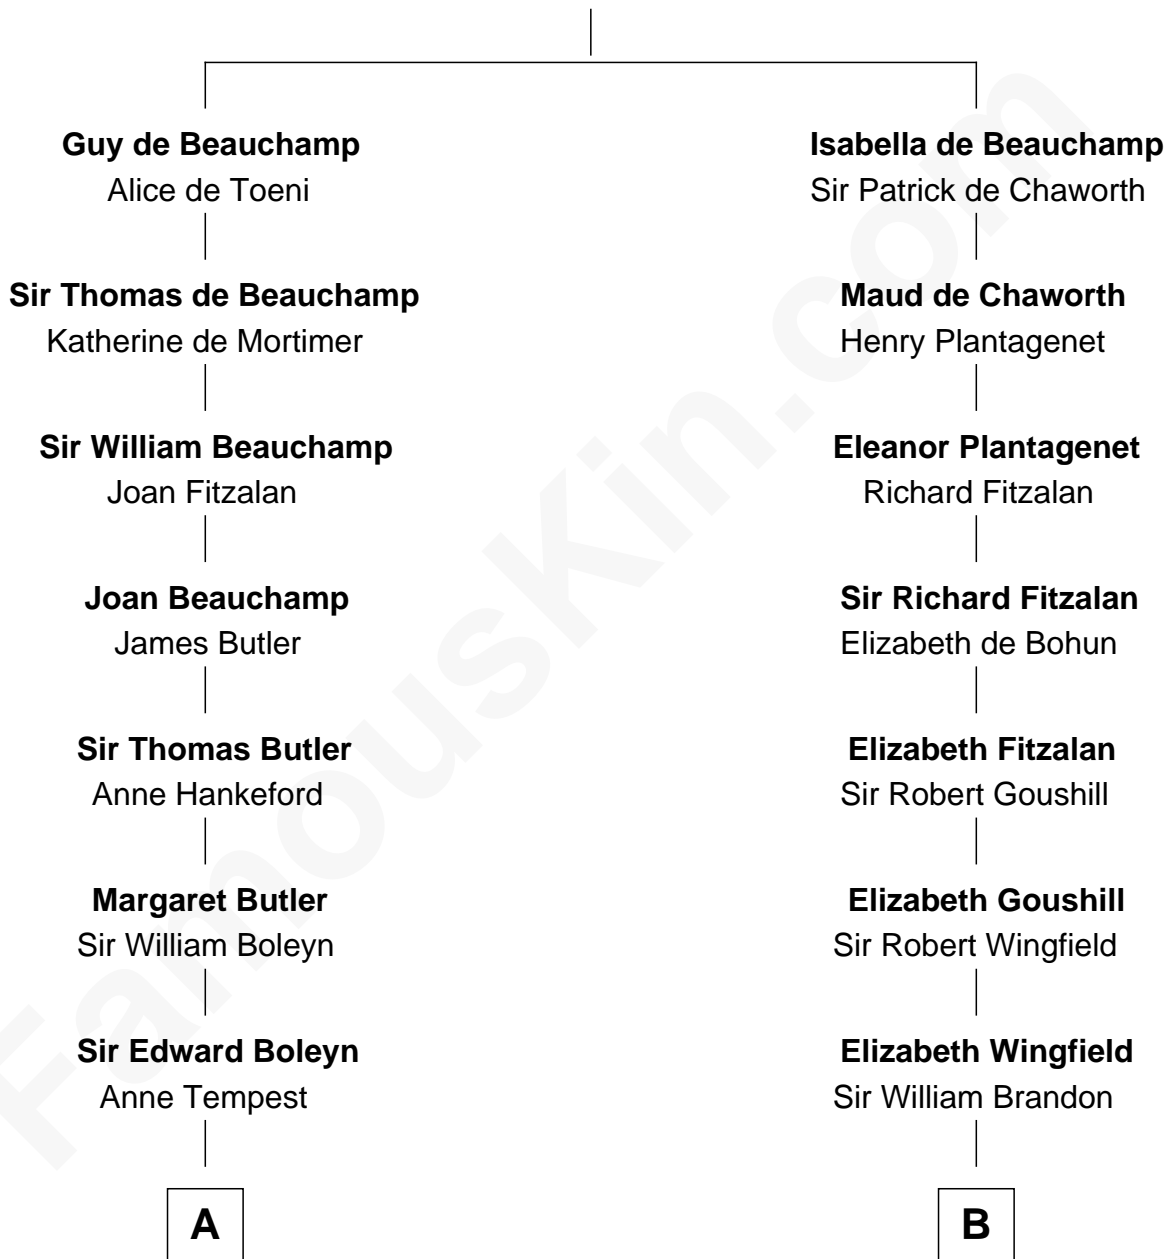 Guy de Beauchamp
Alice de Toeni
Isabella de Beauchamp
Sir Patrick de Chaworth
Sir Thomas de Beauchamp
Katherine de Mortimer
Maud de Chaworth
Henry Plantagenet
Sir William Beauchamp
Joan Fitzalan
Eleanor Plantagenet
Richard Fitzalan
Joan Beauchamp
James Butler
Sir Richard Fitzalan
Elizabeth de Bohun
Sir Thomas Butler
Anne Hankeford
Elizabeth Fitzalan
Sir Robert Goushill
Margaret Butler
Sir William Boleyn
Elizabeth Goushill
Sir Robert Wingfield
Sir Edward Boleyn
Anne Tempest
Elizabeth Wingfield
Sir William Brandon
A
B
FamousKin.com